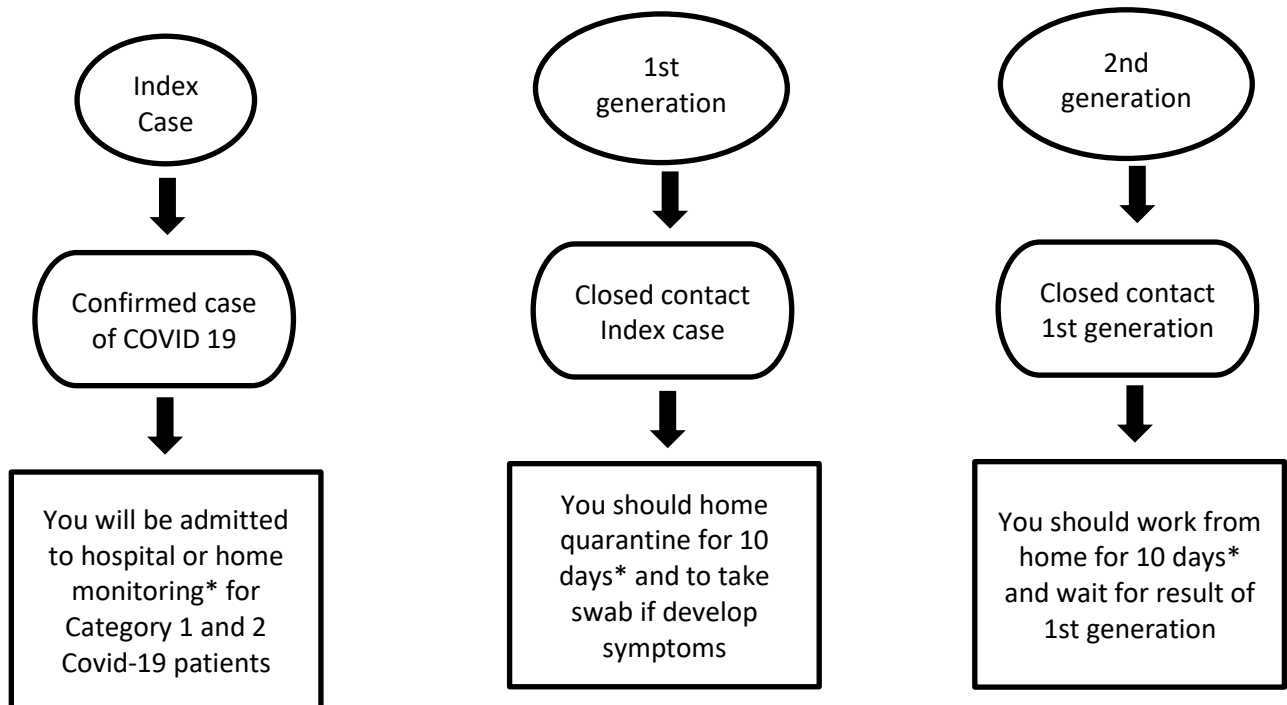 Index
Case
Confirmed case
of COVID 19
You will be admitted
to hospital or home
monitoring* for
Category 1 and 2
Covid-19 patients
1st
generation
Closed contact
Index case
You should home
quarantine for 10
days* and to take
swab if develop
symptoms
2nd
generation
Closed contact
1st generation
You should work from
home for 10 days*
and wait for result of
1st generation